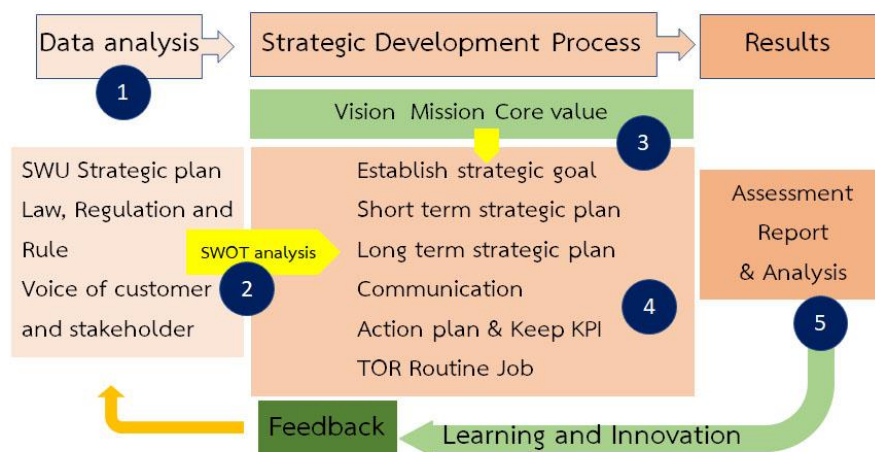 Data analysis
Strategic Development Process
Results
1
Vision Mission Core value
3
SWU Strategic plan
Law, Regulation and
Rule
Voice of customer
and stakeholder
SWOT analysis
2
Establish strategic goal
Short term strategic plan
Long term strategic plan
Communication
Action plan & Keep KPI
TOR Routine Job
4
Assessment
Report
& Analysis
5
Feedback
Learning and Innovation